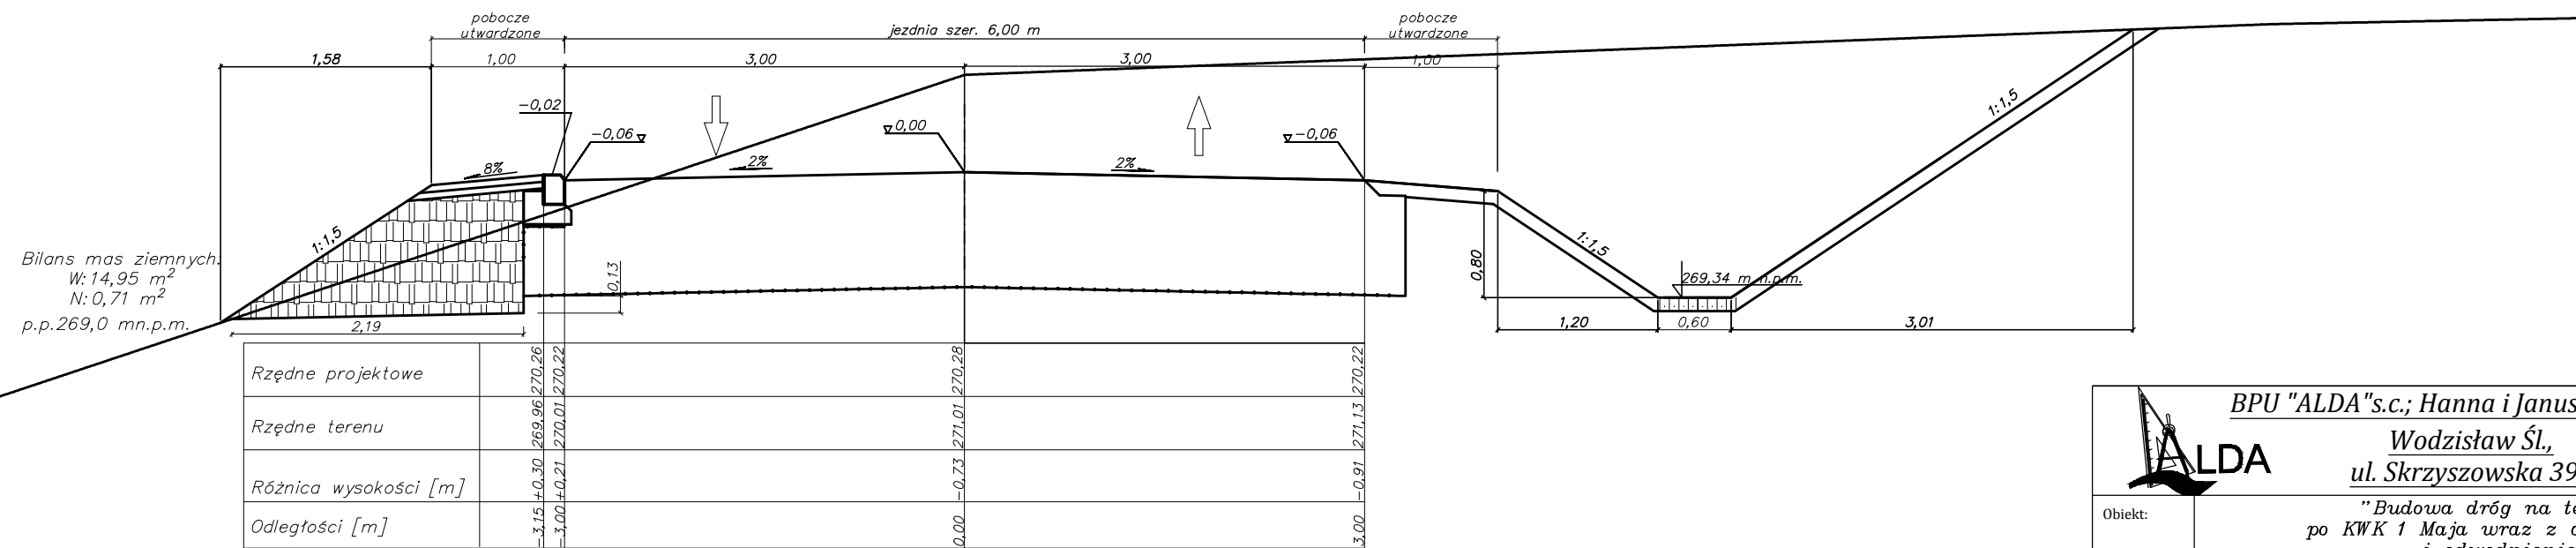 pobocze
utwardzone
jezdnia szer. 6,00 m
pobocze
utwardzone
1,58
1,00
3,00
3,00
1,00
-0,02
-0,06
0,00
-0,06
8%
2%
2%
1:1,5
1:1,5
1:1,5
Bilans mas ziemnych:
W:14,95 m²
N:0,71 m²
p.p.269,0 mn.p.m.
0,13
0,80
269,34 m n.p.m.
2,19
1,20
0,60
3,01
Rzędne projektowe 270,26 270,22 270,28 270,22
Rzędne terenu 269,96 270,01 271,01 271,13
Różnica wysokości [m] +0,30 +0,21 -0,73 -0,91
Odległości [m] -3,15 -3,00 0,00 3,00
ALDA
BPU "ALDA"s.c.; Hanna i Janus
Wodzisław Śl.,
ul. Skrzyszowska 39
Obiekt:
"Budowa dróg na te
po KWK 1 Maja wraz z o